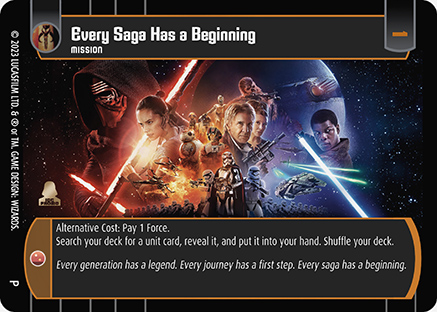 Every Saga Has a Beginning
MISSION
1
© 2023 LUCASFILM LTD. & ® or TM. GAME DESIGN: WIZARDS.
P
Alternative Cost: Pay 1 Force.
Search your deck for a unit card, reveal it, and put it into your hand. Shuffle your deck.
Every generation has a legend. Every journey has a first step. Every saga has a beginning.